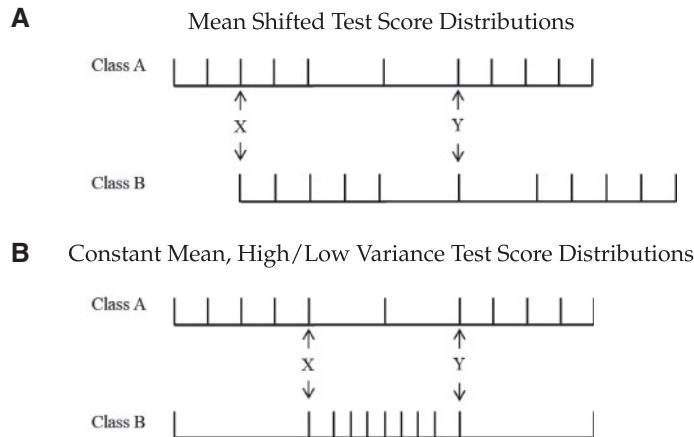 A Mean Shifted Test Score Distributions
Class A
X Y
Class B
B Constant Mean, High/Low Variance Test Score Distributions
Class A
X Y
Class B